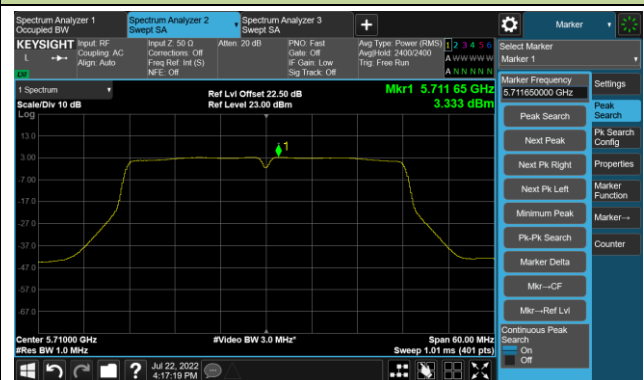 Spectrum Analyzer 1
Occupied BW
Spectrum Analyzer 2
Swept SA
Spectrum Analyzer 3
Swept SA
+
Marker
KEYSIGHT
L
Input: RF
Coupling: AC
Align: Auto
Input Z: 50 Ω
Corrections: Off
Freq Ref: Int (S)
NFE: Off
Atten: 20 dB
PNO: Fast
Gate: Off
IF Gain: Low
Sig Track: Off
Avg Type: Power (RMS)
Avg|Hold: 2400/2400
Trig: Free Run
1 2 3 4 5 6
A W W W W W
A N N N N N
Select Marker
Marker 1
1 Spectrum
Scale/Div 10 dB
Log
Ref Lvl Offset 22.50 dB
Ref Level 23.00 dBm
Mkr1 5.711 65 GHz
3.333 dBm
13.0
3.00
-7.00
-17.0
-27.0
-37.0
-47.0
-57.0
-67.0
1
Center 5.71000 GHz
#Res BW 1.0 MHz
#Video BW 3.0 MHz*
Span 60.00 MHz
Sweep 1.01 ms (401 pts)
Marker Frequency
5.711650000 GHz
Peak Search
Next Peak
Next Pk Right
Next Pk Left
Minimum Peak
Pk-Pk Search
Marker Delta
Mkr→CF
Mkr→Ref Lvl
Continuous Peak
Search
On
Off
Settings
Peak
Search
Pk Search
Config
Properties
Marker
Function
Marker→
Counter
?
Jul 22, 2022
4:17:19 PM